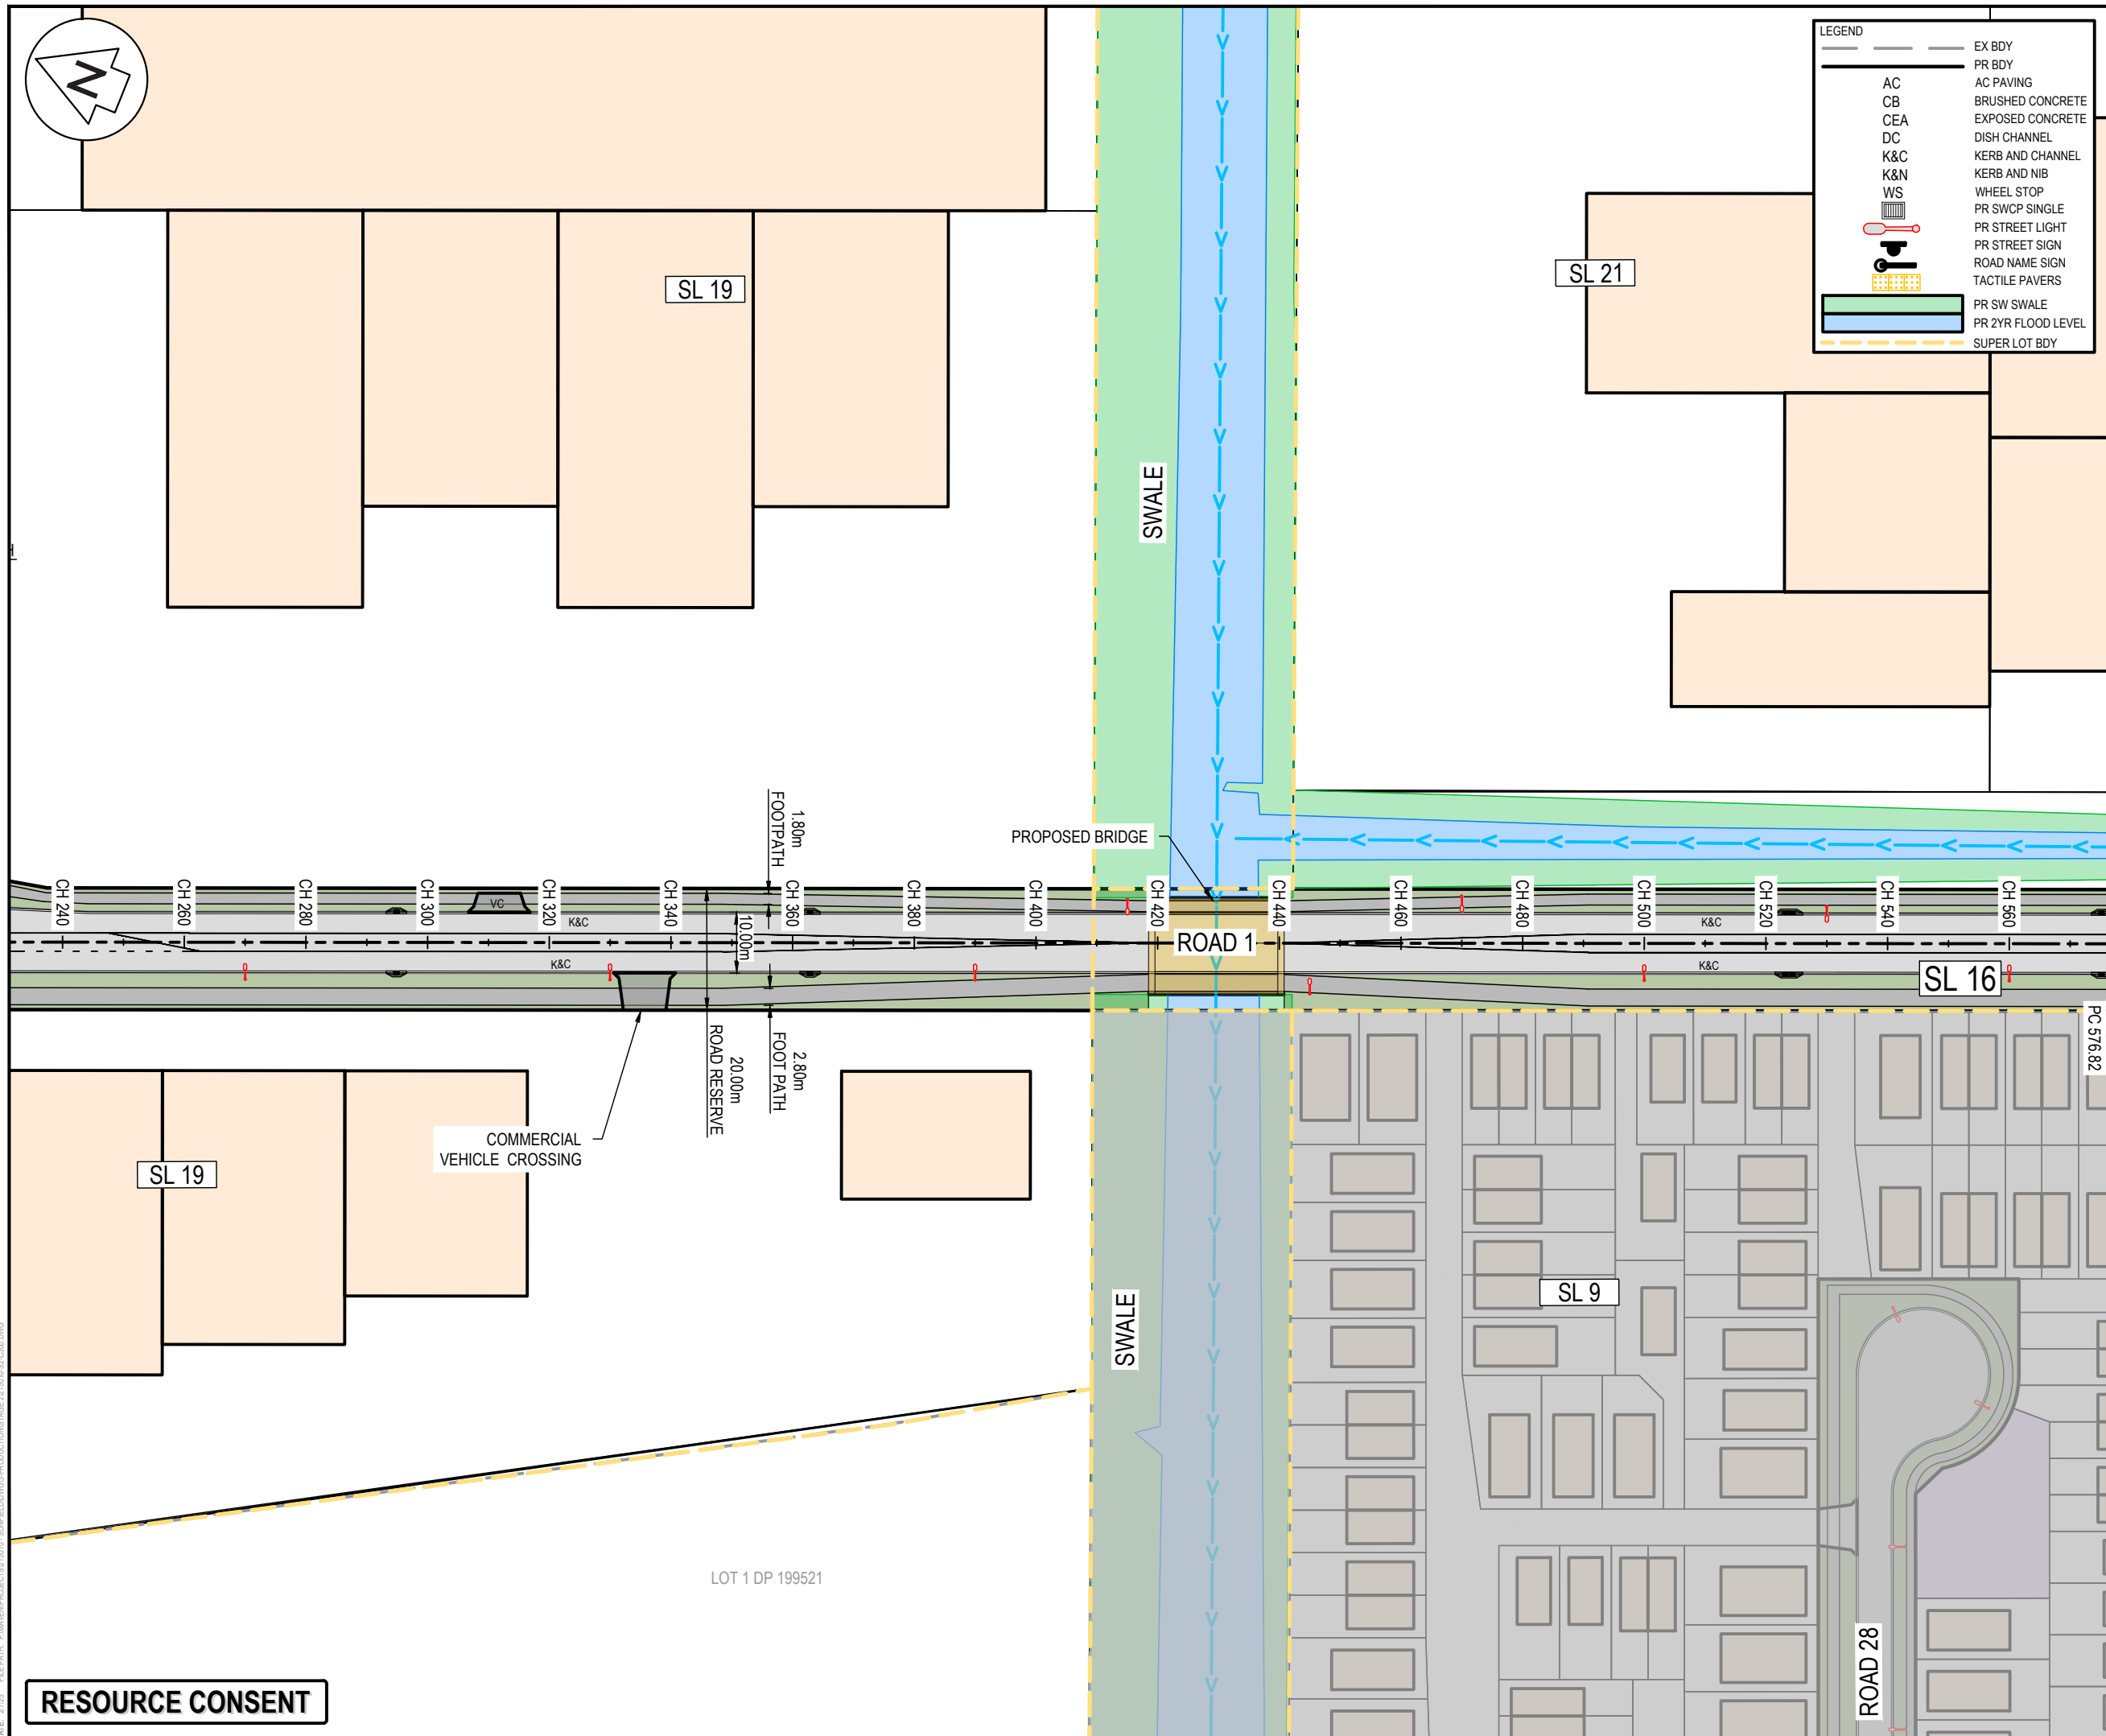 N
LEGEND
EX BDY
PR BDY
AC AC PAVING
CB BRUSHED CONCRETE
CEA EXPOSED CONCRETE
DC DISH CHANNEL
K&C KERB AND CHANNEL
K&N KERB AND NIB
WS WHEEL STOP
PR SWCP SINGLE
PR STREET LIGHT
PR STREET SIGN
ROAD NAME SIGN
TACTILE PAVERS
PR SW SWALE
PR 2YR FLOOD LEVEL
SUPER LOT BDY
SL 19
SL 21
SWALE
1.80m
FOOTPATH
PROPOSED BRIDGE
CH 240
CH 260
CH 280
CH 300
CH 320
CH 340
CH 360
CH 380
CH 400
CH 420
CH 440
CH 460
CH 480
CH 500
CH 520
CH 540
CH 560
VC
K&C
K&C
10.00m
ROAD 1
K&C
K&C
SL 16
PC 576.82
20.00m
ROAD RESERVE
2.80m
FOOT PATH
COMMERCIAL
VEHICLE CROSSING
SL 19
SWALE
SL 9
LOT 1 DP 199521
ROAD 28
RESOURCE CONSENT